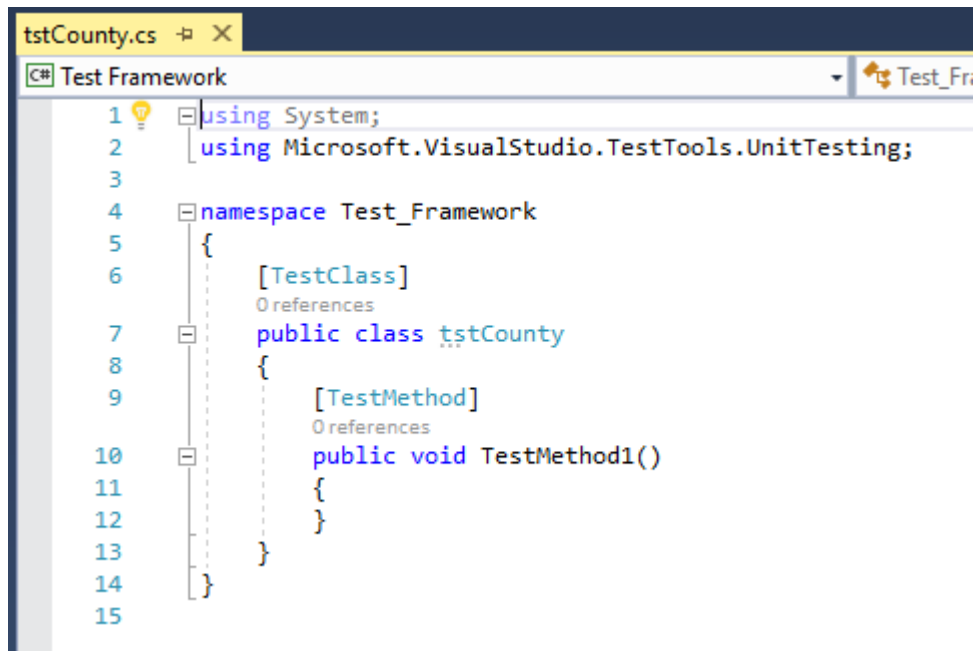 tstCounty.cs
C# Test Framework Test_Fra
1 using System;
2 using Microsoft.VisualStudio.TestTools.UnitTesting;
3
4 namespace Test_Framework
5 {
6 [TestClass]
0 references
7 public class tstCounty
8 {
9 [TestMethod]
0 references
10 public void TestMethod1()
11 {
12 }
13 }
14 }
15